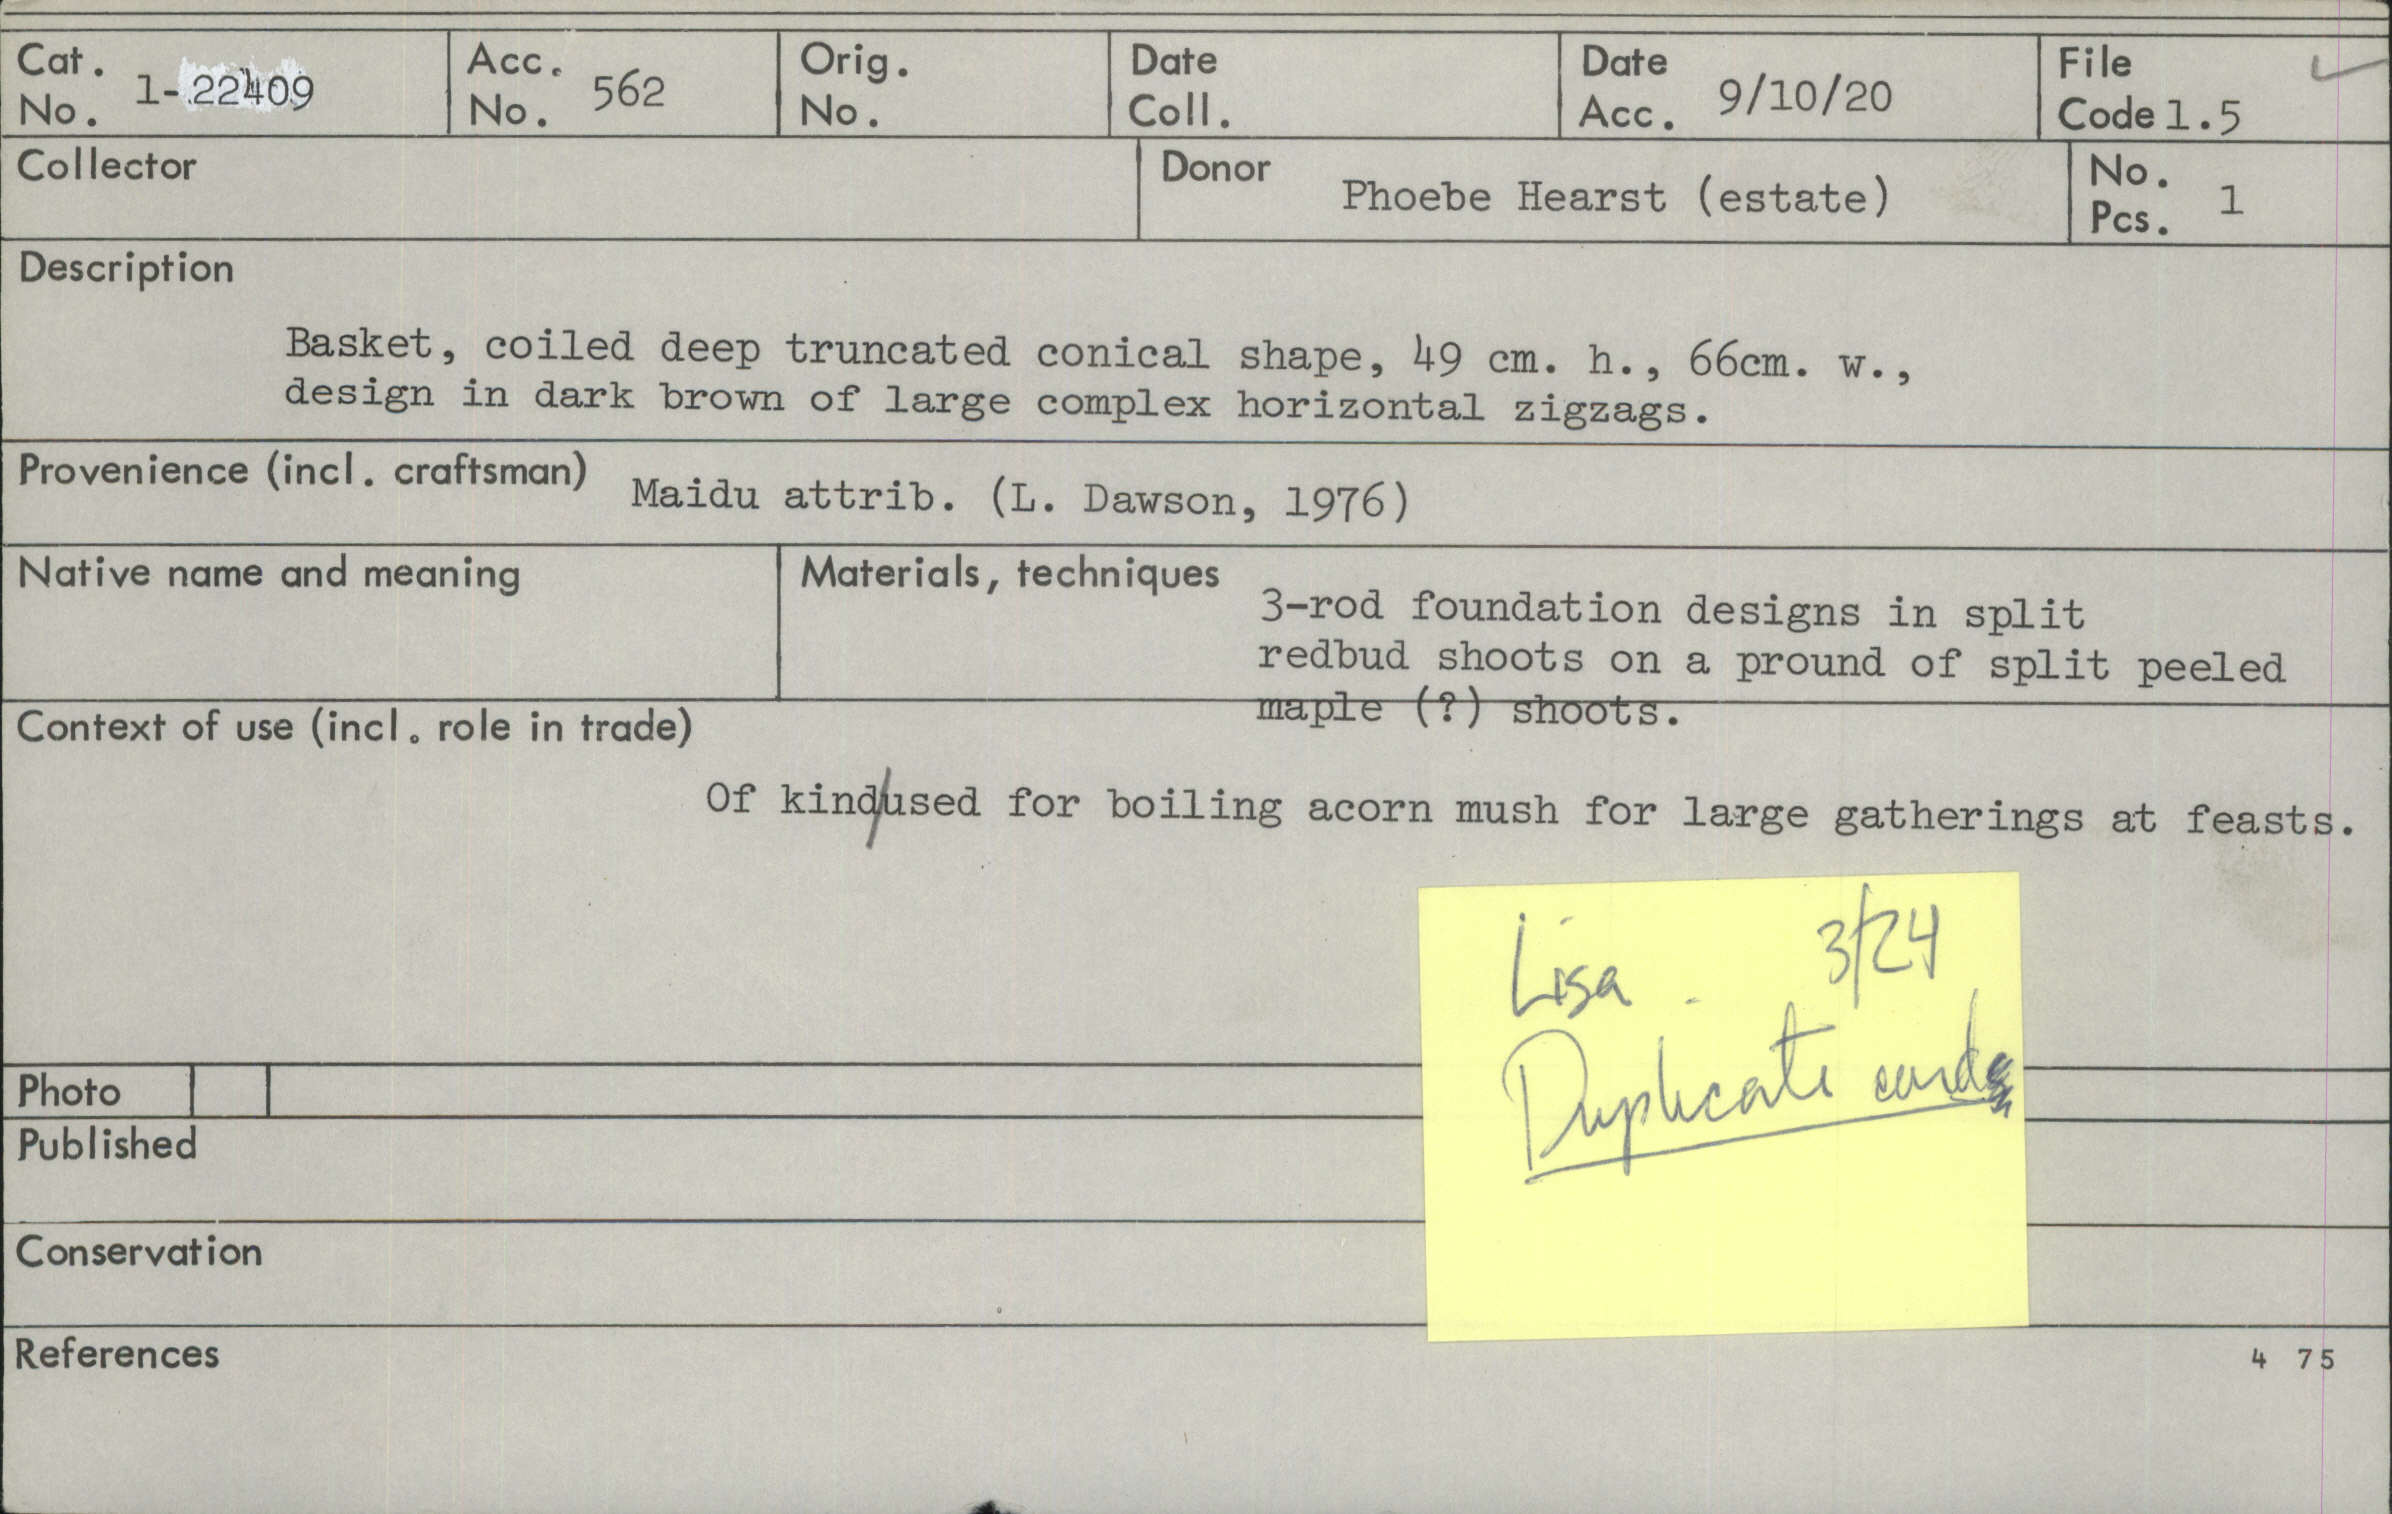 Cat. No. 1-22409 Acc. No. 562 Orig. No. Date Coll. Date Acc. 9/10/20 File Code 1.5
Collector Donor Phoebe Hearst (estate) No. Pcs. 1
Description
Basket, coiled deep truncated conical shape, 49 cm. h., 66cm. w.,
design in dark brown of large complex horizontal zigzags.
Provenience (incl. craftsman) Maidu attrib. (L. Dawson, 1976)
Native name and meaning
Materials, techniques
3-rod foundation designs in split
redbud shoots on a pround of split peeled
maple (?) shoots.
Context of use (incl. role in trade)
Of kind/used for boiling acorn mush for large gatherings at feasts.
Lisa . 3/24
Duplicate card
Photo
Published
Conservation
References
4 75